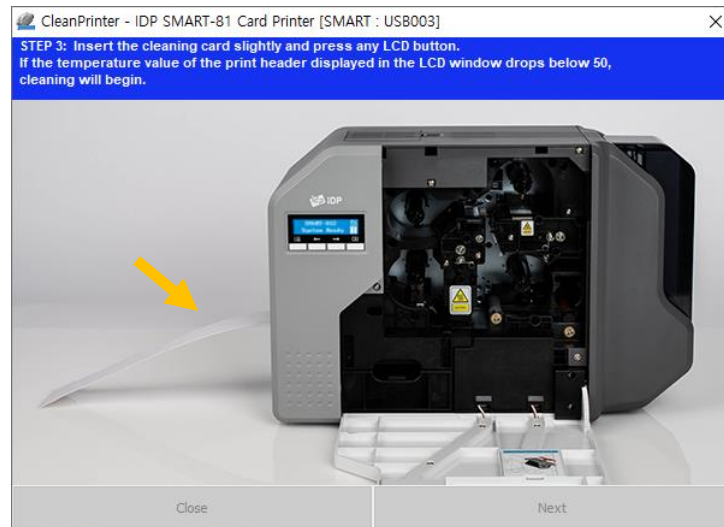 CleanPrinter - IDP SMART-81 Card Printer [SMART : USB003]
STEP 3: Insert the cleaning card slightly and press any LCD button.
If the temperature value of the print header displayed in the LCD window drops below 50,
cleaning will begin.
IDP
System Ready
Close
Next